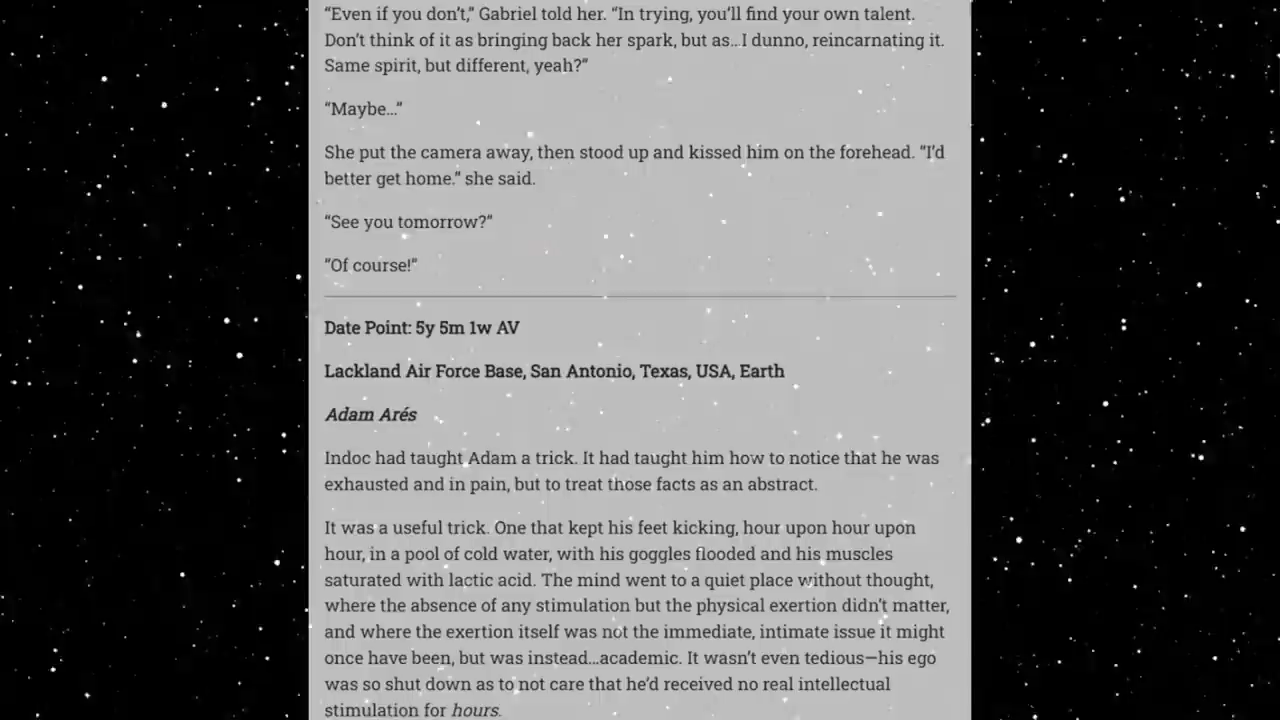 “Even if you don’t,” Gabriel told her. “In trying, you’ll find your own talent.
Don’t think of it as bringing back her spark, but as…I dunno, reincarnating it.
Same spirit, but different, yeah?”
“Maybe…”
She put the camera away, then stood up and kissed him on the forehead. “I’d
better get home.” she said.
“See you tomorrow?”
“Of course!”
Date Point: 5y 5m 1w AV
Lackland Air Force Base, San Antonio, Texas, USA, Earth
Adam Arés
Indoc had taught Adam a trick. It had taught him how to notice that he was
exhausted and in pain, but to treat those facts as an abstract.
It was a useful trick. One that kept his feet kicking, hour upon hour upon
hour, in a pool of cold water, with his goggles flooded and his muscles
saturated with lactic acid. The mind went to a quiet place without thought,
where the absence of any stimulation but the physical exertion didn’t matter,
and where the exertion itself was not the immediate, intimate issue it might
once have been, but was instead…academic. It wasn’t even tedious—his ego
was so shut down as to not care that he’d received no real intellectual
stimulation for hours.